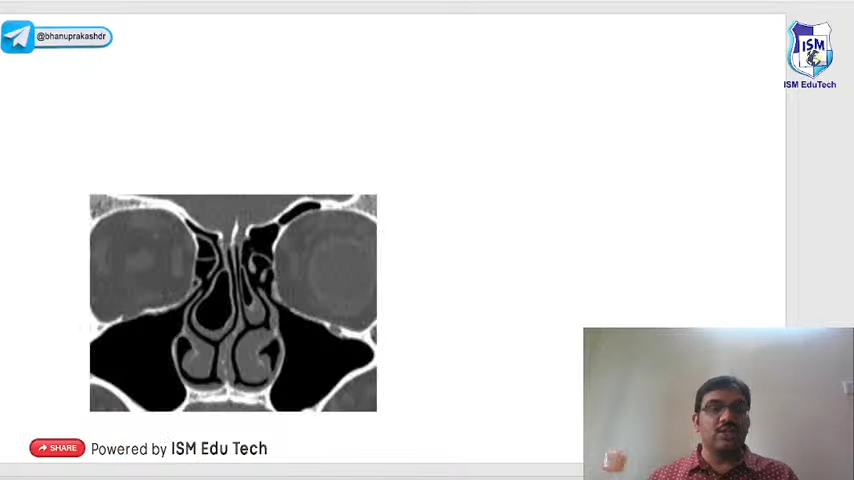 @bhanuprakashdr
ISM
ISM EduTech
SHARE
Powered by ISM Edu Tech